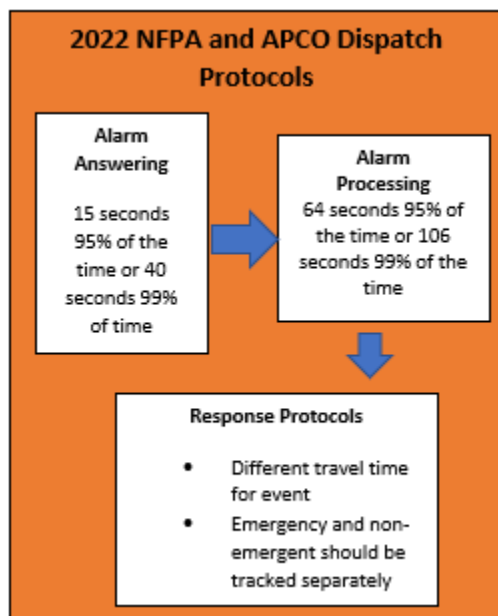 2022 NFPA and APCO Dispatch
Protocols
Alarm
Answering
15 seconds
95% of the
time or 40
seconds 99%
of time
Alarm
Processing
64 seconds 95% of
the time or 106
seconds 99% of the
time
Response Protocols
• Different travel time
for event
• Emergency and non-
emergent should be
tracked separately